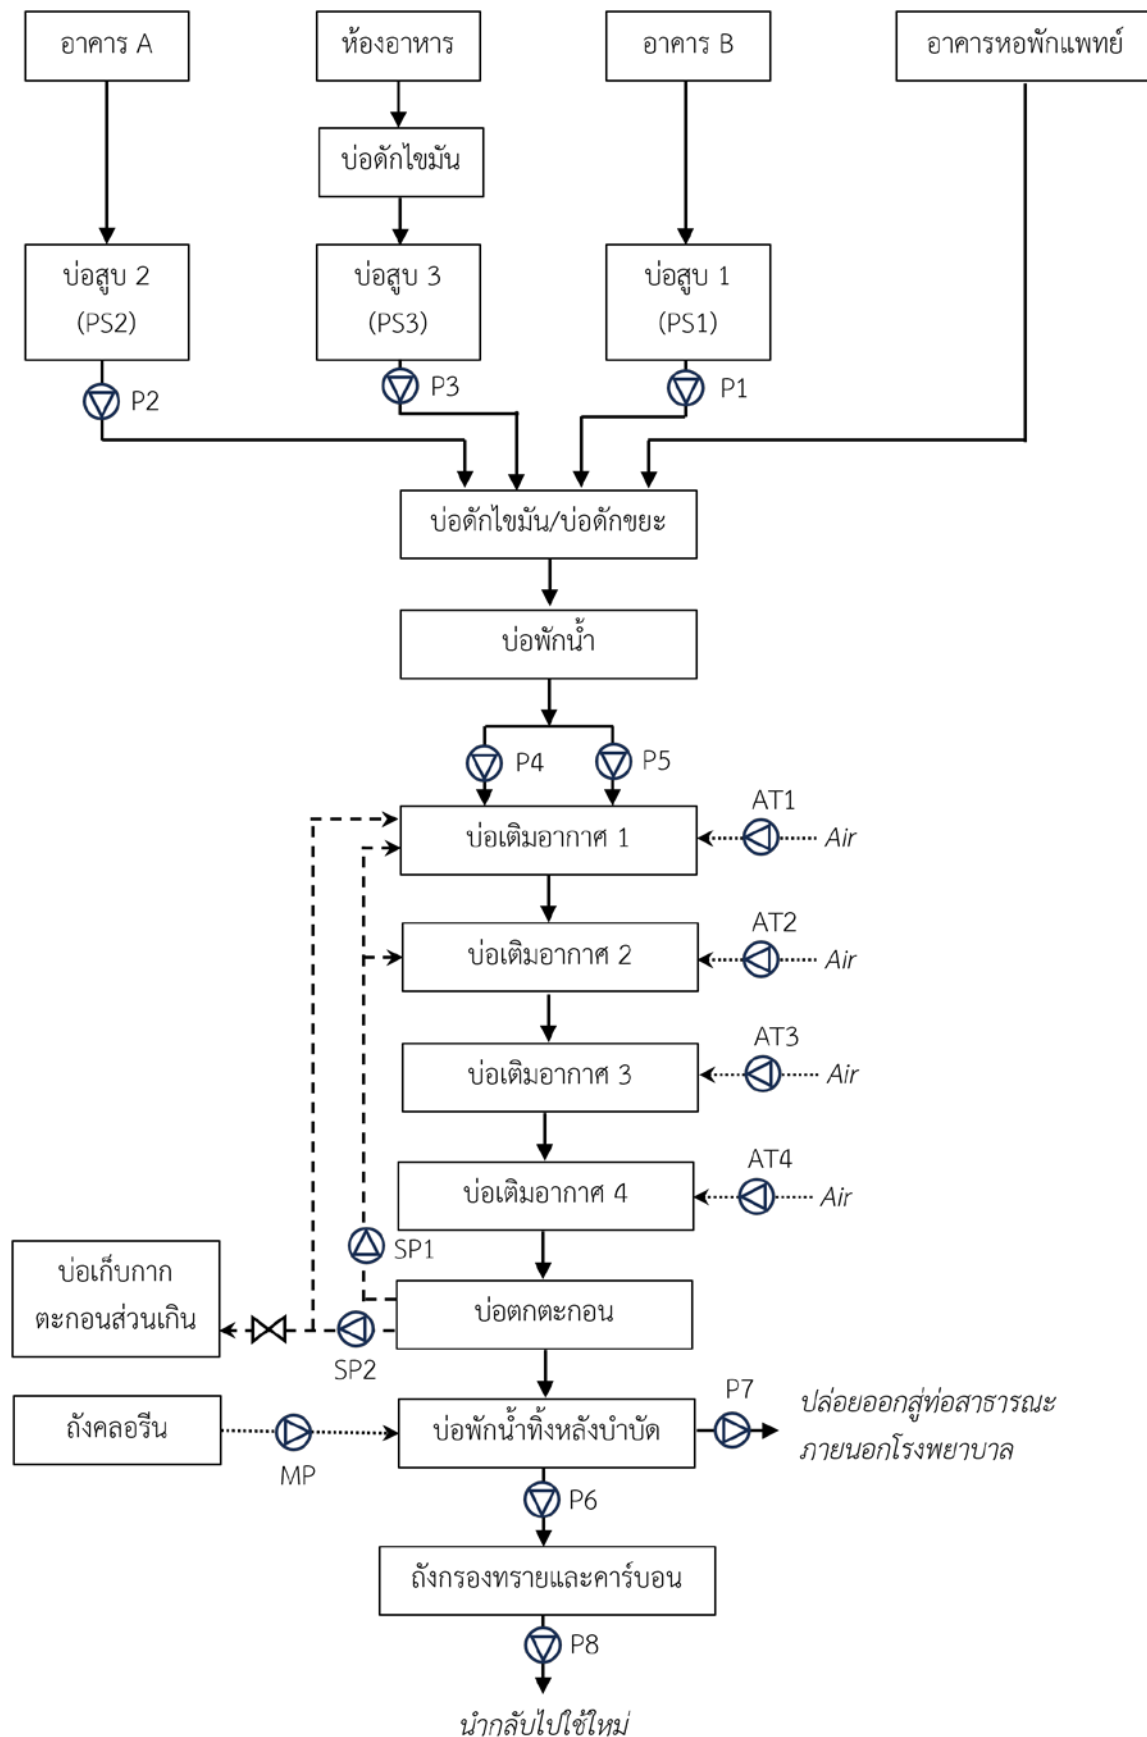 อาคาร A
ห้องอาหาร
อาคาร B
อาคารหอพักแพทย์
บ่อดักไขมัน
บ่อสูบ 2
(PS2)
บ่อสูบ 3
(PS3)
บ่อสูบ 1
(PS1)
P2
P3
P1
บ่อดักไขมัน/บ่อดักขยะ
บ่อพักน้ำ
P4
P5
บ่อเติมอากาศ 1
AT1
Air
บ่อเติมอากาศ 2
AT2
Air
บ่อเติมอากาศ 3
AT3
Air
บ่อเติมอากาศ 4
AT4
Air
SP1
บ่อเก็บกาก
ตะกอนส่วนเกิน
SP2
บ่อตกตะกอน
ถังคลอรีน
MP
บ่อพักน้ำทิ้งหลังบำบัด
P7
ปล่อยออกสู่ท่อสาธารณะ
ภายนอกโรงพยาบาล
P6
ถังกรองทรายและคาร์บอน
P8
นำกลับไปใช้ใหม่